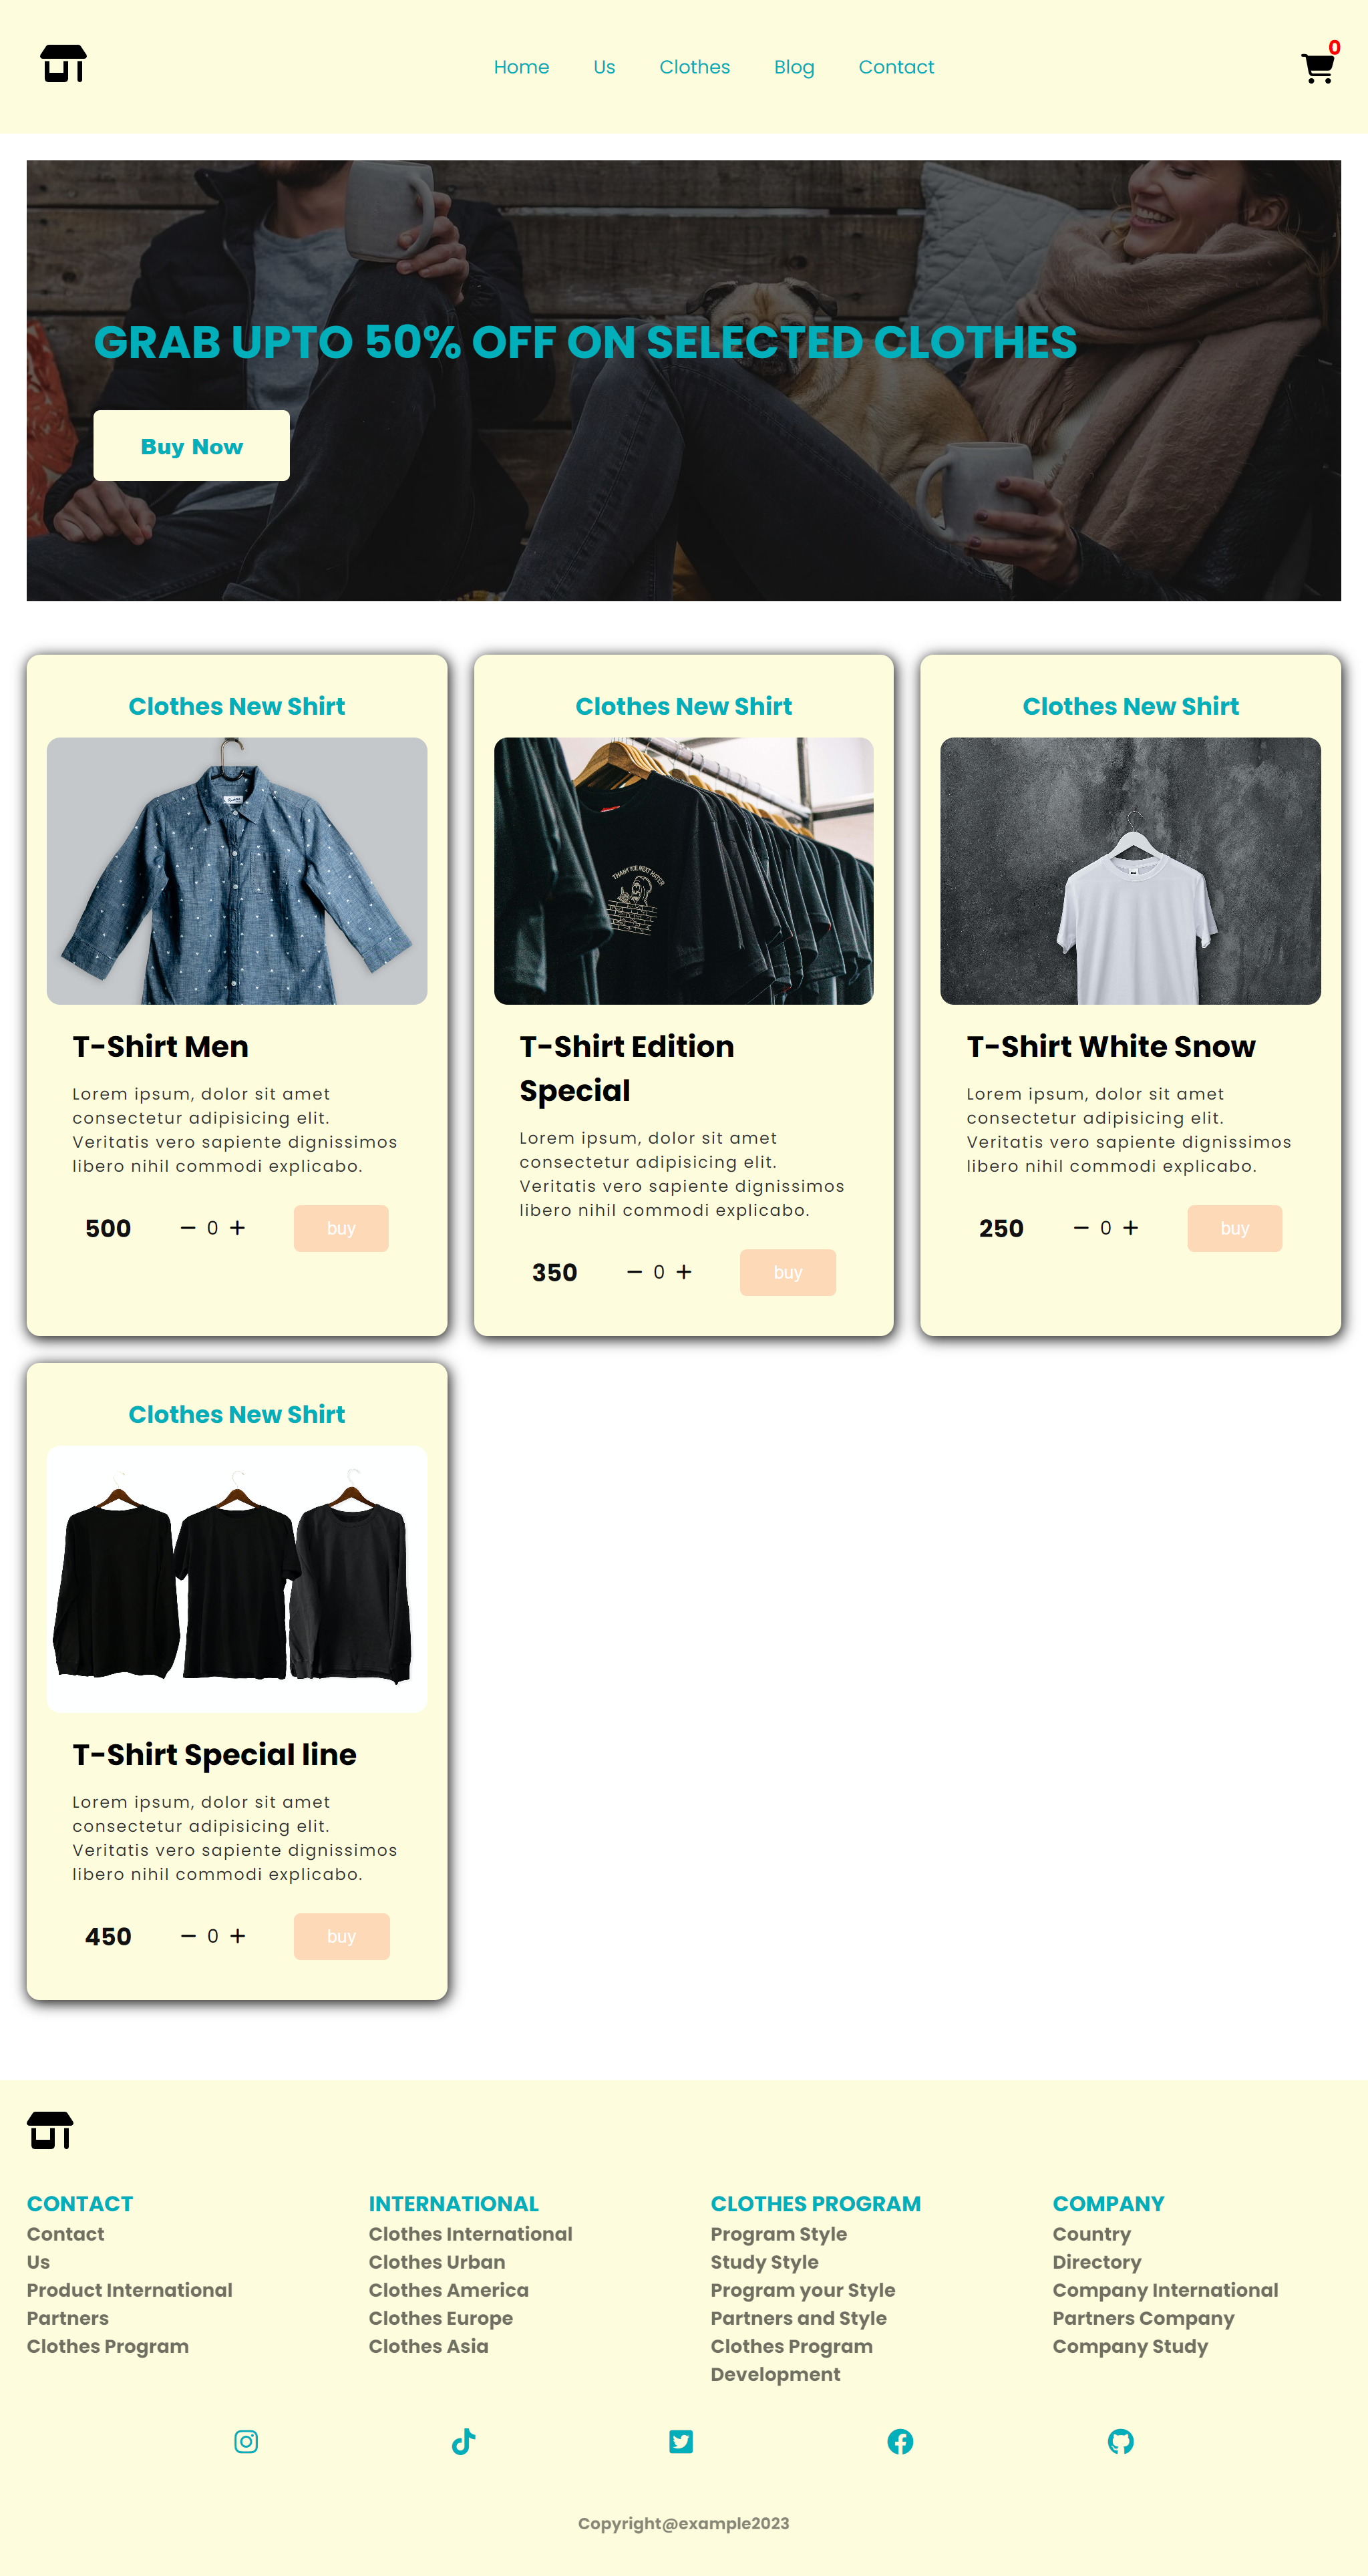 Home Us Clothes Blog Contact
0
GRAB UPTO 50% OFF ON SELECTED CLOTHES
Buy Now
Clothes New Shirt
T-Shirt Men
Lorem ipsum, dolor sit amet
consectetur adipisicing elit.
Veritatis vero sapiente dignissimos
libero nihil commodi explicabo.
500 − 0 + buy
Clothes New Shirt
THANK YOU NEXT HATER
T-Shirt Edition
Special
Lorem ipsum, dolor sit amet
consectetur adipisicing elit.
Veritatis vero sapiente dignissimos
libero nihil commodi explicabo.
350 − 0 + buy
Clothes New Shirt
T-Shirt White Snow
Lorem ipsum, dolor sit amet
consectetur adipisicing elit.
Veritatis vero sapiente dignissimos
libero nihil commodi explicabo.
250 − 0 + buy
Clothes New Shirt
T-Shirt Special line
Lorem ipsum, dolor sit amet
consectetur adipisicing elit.
Veritatis vero sapiente dignissimos
libero nihil commodi explicabo.
450 − 0 + buy
CONTACT
Contact
Us
Product International
Partners
Clothes Program
INTERNATIONAL
Clothes International
Clothes Urban
Clothes America
Clothes Europe
Clothes Asia
CLOTHES PROGRAM
Program Style
Study Style
Program your Style
Partners and Style
Clothes Program
Development
COMPANY
Country
Directory
Company International
Partners Company
Company Study
Copyright@example2023